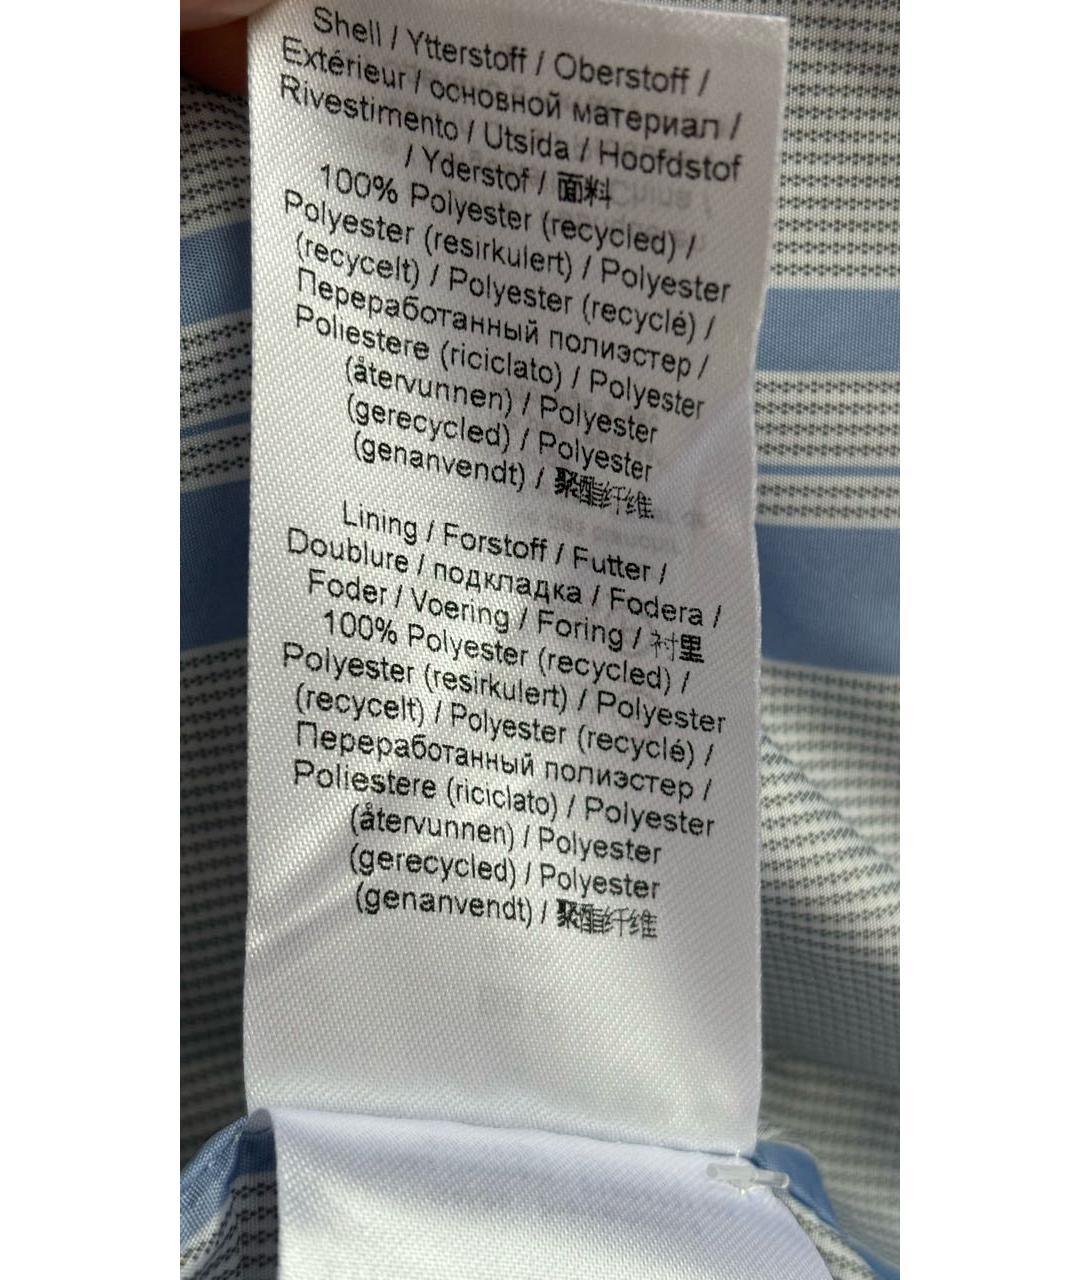 Shell / Ytterstoff / Oberstoff /
Extérieur / основной материал /
Rivestimento / Utsida / Hoofdstof
/ Yderstof / 面料
100% Polyester (recycled) /
Polyester (resirkulert) / Polyester
(recycelt) / Polyester (recyclé) /
Переработанный полиэстер /
Poliestere (riciclato) / Polyester
(återvunnen) / Polyester
(gerecycled) / Polyester
(genanvendt) / 聚酯纤维
Lining / Forstoff / Futter /
Doublure / подкладка / Fodera /
Foder / Voering / Foring / 衬里
100% Polyester (recycled) /
Polyester (resirkulert) / Polyester
(recycelt) / Polyester (recyclé) /
Переработанный полиэстер /
Poliestere (riciclato) / Polyester
(återvunnen) / Polyester
(gerecycled) / Polyester
(genanvendt) / 聚酯纤维